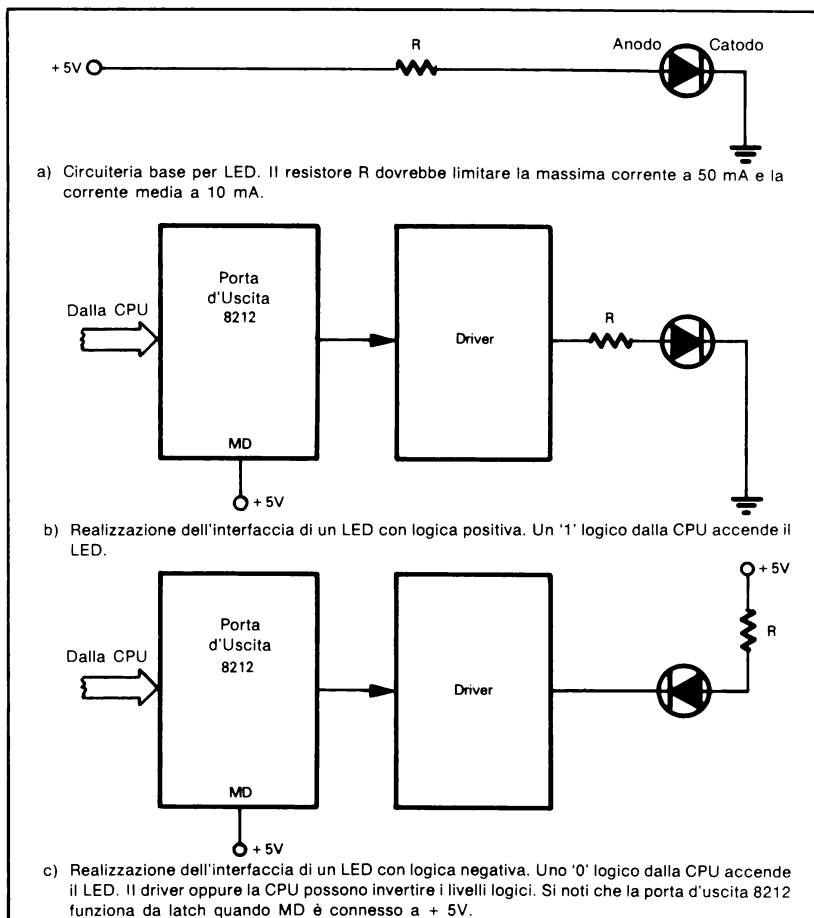 R
Anodo
Catodo
+ 5V
a) Circuiteria base per LED. Il resistore R dovrebbe limitare la massima corrente a 50 mA e la
corrente media a 10 mA.
Porta
d'Uscita
8212
Dalla CPU
Driver
R
MD
+ 5V
b) Realizzazione dell'interfaccia di un LED con logica positiva. Un '1' logico dalla CPU accende il
LED.
+ 5V
Porta
d'Uscita
8212
R
Dalla CPU
Driver
MD
+ 5V
c) Realizzazione dell'interfaccia di un LED con logica negativa. Uno '0' logico dalla CPU accende
il LED. Il driver oppure la CPU possono invertire i livelli logici. Si noti che la porta d'uscita 8212
funziona da latch quando MD è connesso a + 5V.